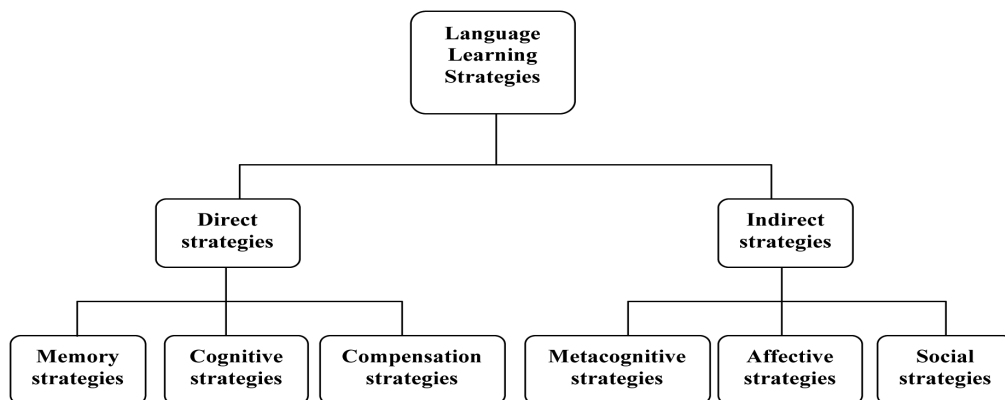 Language
Learning
Strategies
Direct
strategies
Indirect
strategies
Memory
strategies
Cognitive
strategies
Compensation
strategies
Metacognitive
strategies
Affective
strategies
Social
strategies